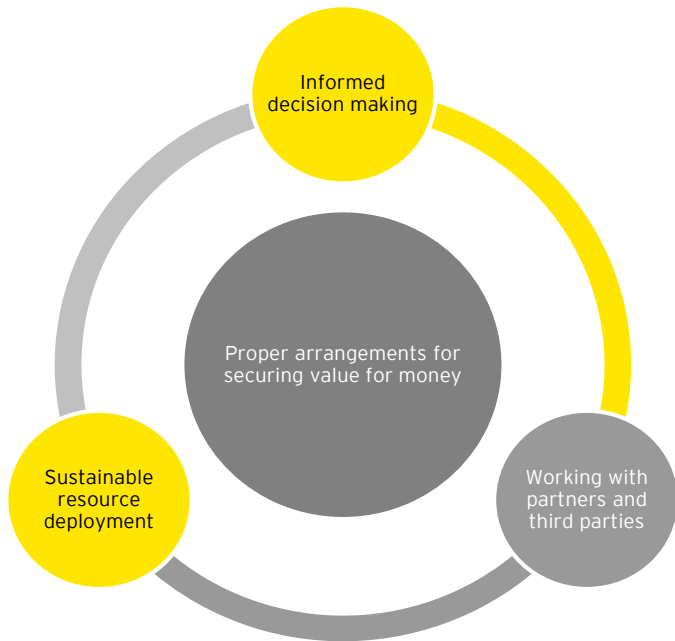 Informed
decision making
Proper arrangements for
securing value for money
Sustainable
resource
deployment
Working with
partners and
third parties